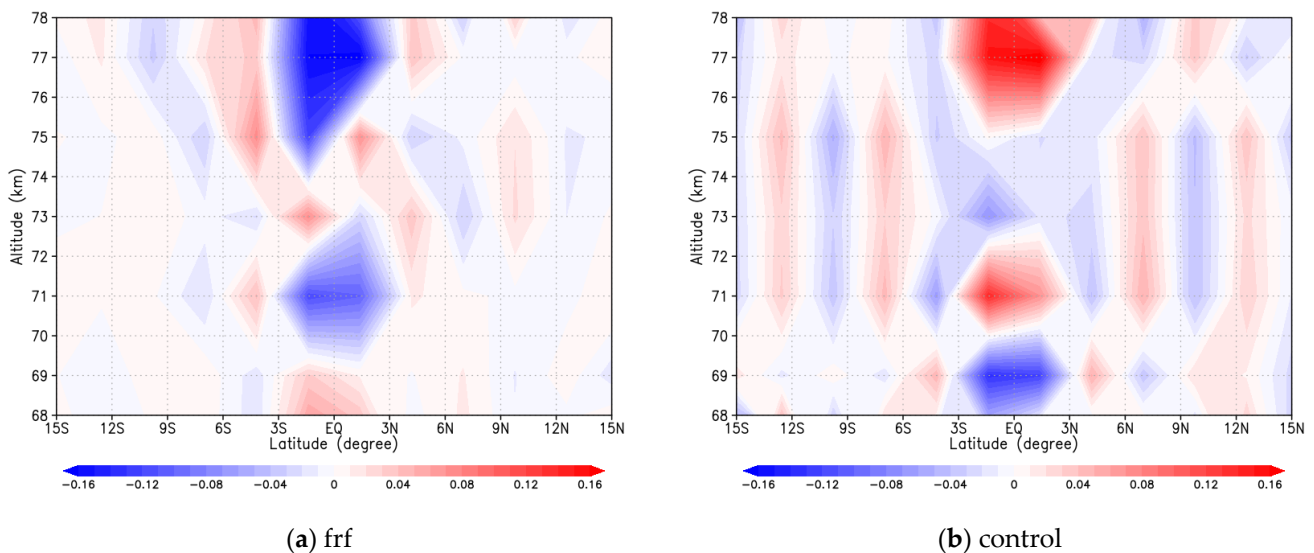 78
77
76
75
74
73
72
71
70
69
68
Altitude (km)
15S 12S 9S 6S 3S EQ 3N 6N 9N 12N 15N
Latitude (degree)
−0.16 −0.12 −0.08 −0.04 0 0.04 0.08 0.12 0.16
(a) frf
78
77
76
75
74
73
72
71
70
69
68
Altitude (km)
15S 12S 9S 6S 3S EQ 3N 6N 9N 12N 15N
Latitude (degree)
−0.16 −0.12 −0.08 −0.04 0 0.04 0.08 0.12 0.16
(b) control